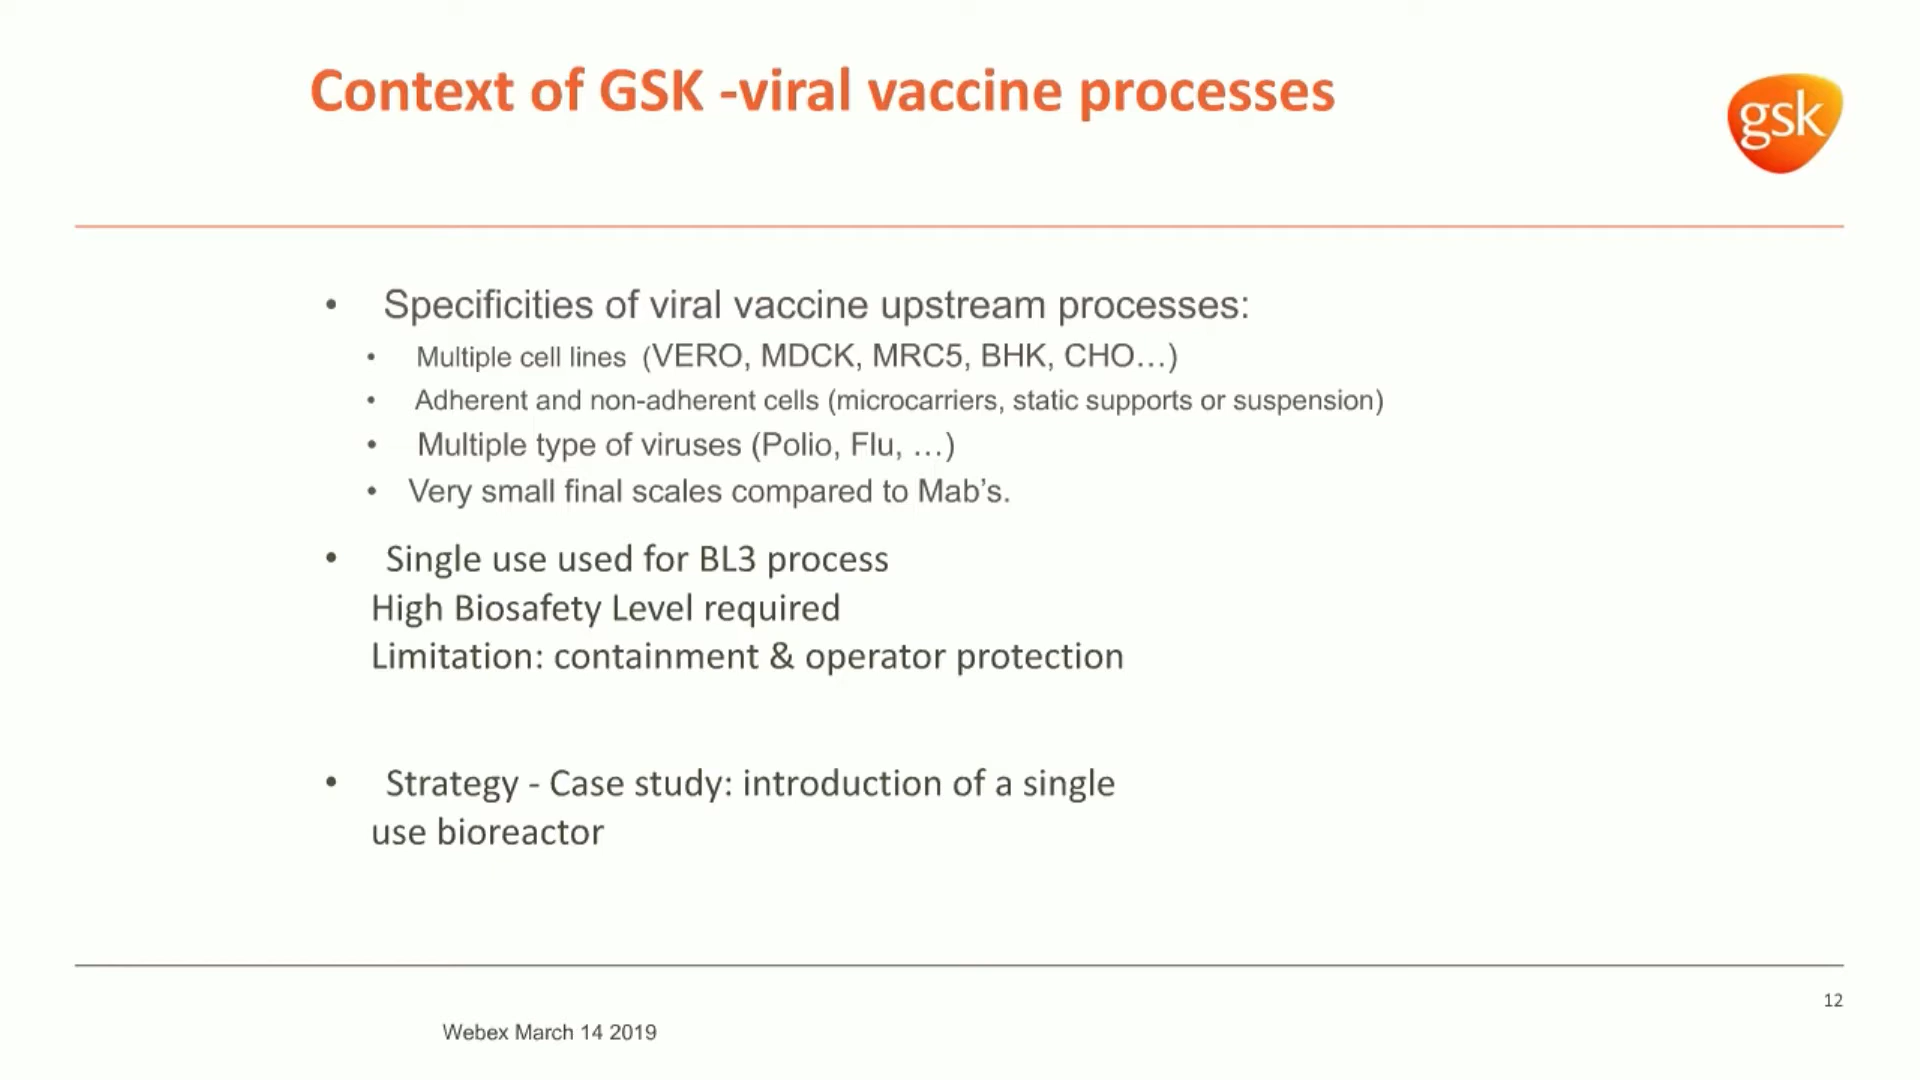 Context of GSK -viral vaccine processes
gsk
• Specificities of viral vaccine upstream processes:
• Multiple cell lines (VERO, MDCK, MRC5, BHK, CHO…)
• Adherent and non-adherent cells (microcarriers, static supports or suspension)
• Multiple type of viruses (Polio, Flu, …)
• Very small final scales compared to Mab’s.
• Single use used for BL3 process
High Biosafety Level required
Limitation: containment & operator protection
• Strategy - Case study: introduction of a single
use bioreactor
12
Webex March 14 2019